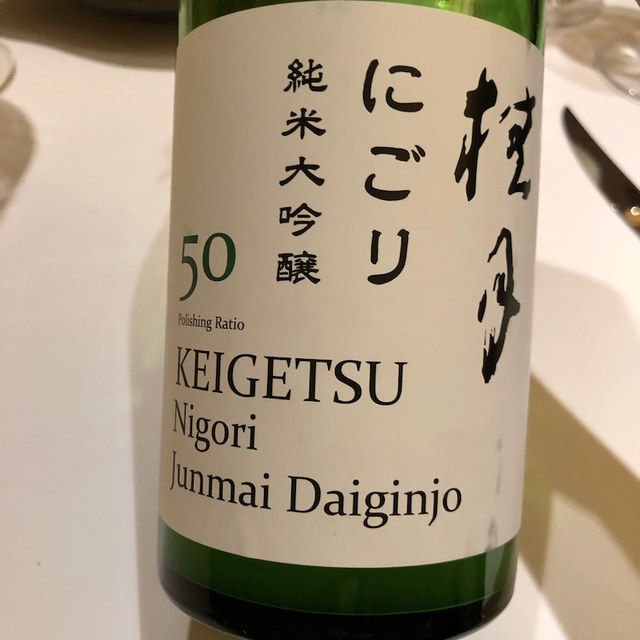 桂月
にごり
純米大吟醸
50
Polishing Ratio
KEIGETSU
Nigori
Junmai Daiginjo